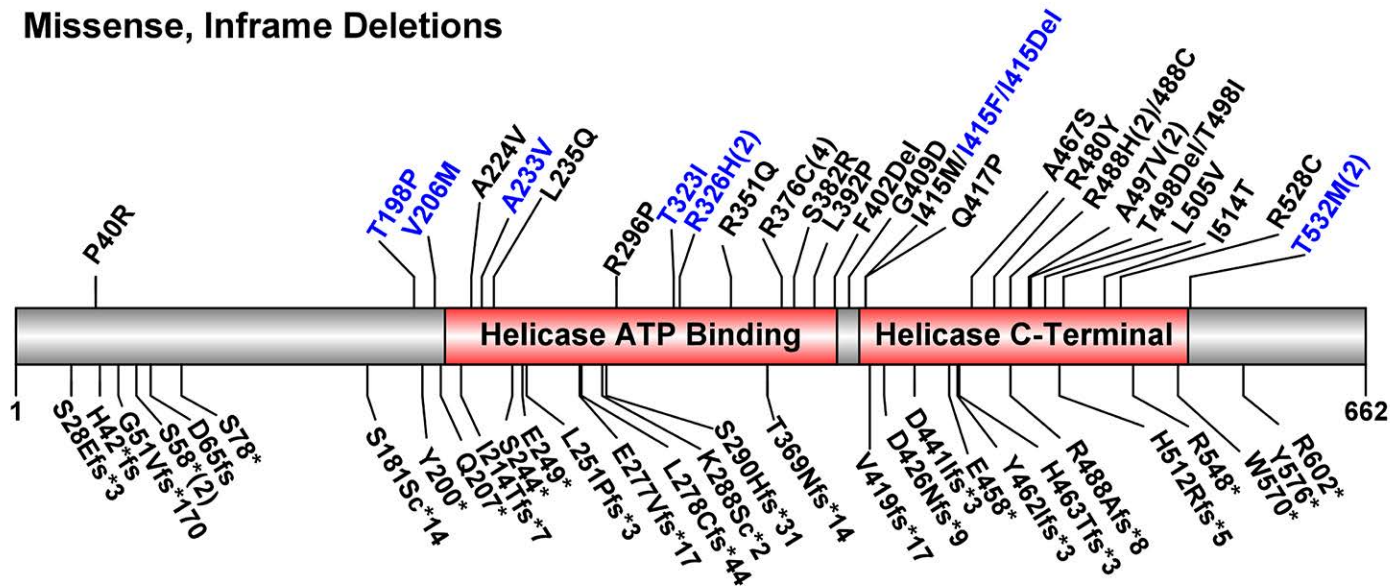 Missense, Inframe Deletions
P40R
T198P
V206M
A224V
A233V
L235Q
R296P
T323I
R326H(2)
R351Q
R376C(4)
S382R
L392P
F402Del
G409D
I415M/I415F/I415Del
Q417P
A467S
R480Y
R488H(2)/488C
A497V(2)
T498Del/T498I
L505V
I514T
R528C
T532M(2)
Helicase ATP Binding
Helicase C-Terminal
1
662
S28Efs*3
H42*fs
G51Vfs*170
S58*(2)
D65fs
S78*
S181Sc*14
Y200*
Q207*
I214Tfs*7
S244*
E249*
L251Pfs*3
E277Vfs*17
L278Cfs*44
K288Sc*2
S290Hfs*31
T369Nfs*14
V419fs*17
D426Nfs*9
D441Ifs*3
E458*
Y462Ifs*3
H463Tfs*3
R488Afs*8
H512Rfs*5
R548*
W570*
Y576*
R602*